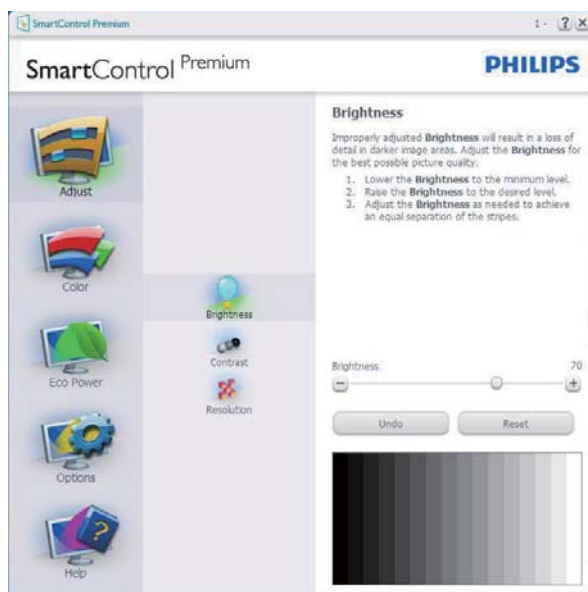 SmartControl Premium
1 - ? X
SmartControl Premium
PHILIPS
Adjust
Color
Eco Power
Options
Help
Brightness
Contrast
Resolution
Brightness
Improperly adjusted Brightness will result in a loss of
detail in darker image areas. Adjust the Brightness for
the best possible picture quality.
1. Lower the Brightness to the minimum level.
2. Raise the Brightness to the desired level.
3. Adjust the Brightness as needed to achieve
an equal separation of the stripes.
Brightness 70
Undo Reset